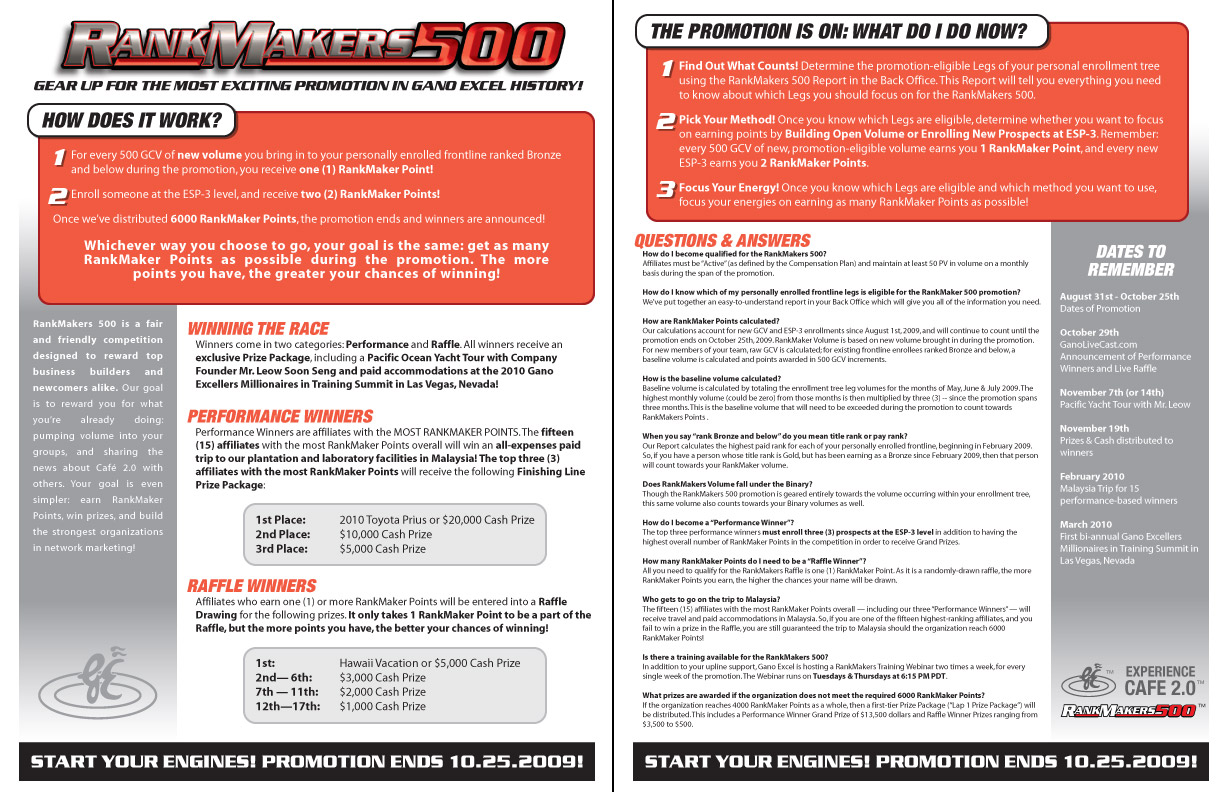 RANKMAKERS500
GEAR UP FOR THE MOST EXCITING PROMOTION IN GANO EXCEL HISTORY!
HOW DOES IT WORK?
1 For every 500 GCV of new volume you bring in to your personally enrolled frontline ranked Bronze
and below during the promotion, you receive one (1) RankMaker Point!
2 Enroll someone at the ESP-3 level, and receive two (2) RankMaker Points!
Once we've distributed 6000 RankMaker Points, the promotion ends and winners are announced!
Whichever way you choose to go, your goal is the same: get as many
RankMaker Points as possible during the promotion. The more
points you have, the greater your chances of winning!
RankMakers 500 is a fair
and friendly competition
designed to reward top
business builders and
newcomers alike. Our goal
is to reward you for what
you're already doing:
pumping volume into your
groups, and sharing the
news about Café 2.0 with
others. Your goal is even
simpler: earn RankMaker
Points, win prizes, and build
the strongest organizations
in network marketing!
WINNING THE RACE
Winners come in two categories: Performance and Raffle. All winners receive an
exclusive Prize Package, including a Pacific Ocean Yacht Tour with Company
Founder Mr. Leow Soon Seng and paid accommodations at the 2010 Gano
Excellers Millionaires in Training Summit in Las Vegas, Nevada!
PERFORMANCE WINNERS
Performance Winners are affiliates with the MOST RANKMAKER POINTS. The fifteen
(15) affiliates with the most RankMaker Points overall will win an all-expenses paid
trip to our plantation and laboratory facilities in Malaysia! The top three (3)
affiliates with the most RankMaker Points will receive the following Finishing Line
Prize Package:
1st Place: 2010 Toyota Prius or $20,000 Cash Prize
2nd Place: $10,000 Cash Prize
3rd Place: $5,000 Cash Prize
RAFFLE WINNERS
Affiliates who earn one (1) or more RankMaker Points will be entered into a Raffle
Drawing for the following prizes. It only takes 1 RankMaker Point to be a part of the
Raffle, but the more points you have, the better your chances of winning!
1st: Hawaii Vacation or $5,000 Cash Prize
2nd— 6th: $3,000 Cash Prize
7th — 11th: $2,000 Cash Prize
12th—17th: $1,000 Cash Prize
START YOUR ENGINES! PROMOTION ENDS 10.25.2009!
THE PROMOTION IS ON: WHAT DO I DO NOW?
1 Find Out What Counts! Determine the promotion-eligible Legs of your personal enrollment tree
using the RankMakers 500 Report in the Back Office. This Report will tell you everything you need
to know about which Legs you should focus on for the RankMakers 500.
2 Pick Your Method! Once you know which Legs are eligible, determine whether you want to focus
on earning points by Building Open Volume or Enrolling New Prospects at ESP-3. Remember:
every 500 GCV of new, promotion-eligible volume earns you 1 RankMaker Point, and every new
ESP-3 earns you 2 RankMaker Points.
3 Focus Your Energy! Once you know which Legs are eligible and which method you want to use,
focus your energies on earning as many RankMaker Points as possible!
QUESTIONS & ANSWERS
How do I become qualified for the RankMakers 500?
Affiliates must be "Active" (as defined by the Compensation Plan) and maintain at least 50 PV in volume on a monthly
basis during the span of the promotion.
How do I know which of my personally enrolled frontline legs is eligible for the RankMaker 500 promotion?
We've put together an easy-to-understand report in your Back Office which will give you all of the information you need.
How are RankMaker Points calculated?
Our calculations account for new GCV and ESP-3 enrollments since August 1st, 2009, and will continue to count until the
promotion ends on October 25th, 2009. RankMaker Volume is based on new volume brought in during the promotion.
For new members of your team, raw GCV is calculated; for existing frontline enrollees ranked Bronze and below, a
baseline volume is calculated and points awarded in 500 GCV increments.
How is the baseline volume calculated?
Baseline volume is calculated by totaling the enrollment tree leg volumes for the months of May, June & July 2009. The
highest monthly volume (could be zero) from those months is then multiplied by three (3) -- since the promotion spans
three months. This is the baseline volume that will need to be exceeded during the promotion to count towards
RankMakers Points .
When you say "rank Bronze and below" do you mean title rank or pay rank?
Our Report calculates the highest paid rank for each of your personally enrolled frontline, beginning in February 2009.
So, if you have a person whose title rank is Gold, but has been earning as a Bronze since February 2009, then that person
will count towards your RankMaker volume.
Does RankMakers Volume fall under the Binary?
Though the RankMakers 500 promotion is geared entirely towards the volume occurring within your enrollment tree,
this same volume also counts towards your Binary volumes as well.
How do I become a "Performance Winner"?
The top three performance winners must enroll three (3) prospects at the ESP-3 level in addition to having the
highest overall number of RankMaker Points in the competition in order to receive Grand Prizes.
How many RankMaker Points do I need to be a "Raffle Winner"?
All you need to qualify for the RankMakers Raffle is one (1) RankMaker Point. As it is a randomly-drawn raffle, the more
RankMaker Points you earn, the higher the chances your name will be drawn.
Who gets to go on the trip to Malaysia?
The fifteen (15) affiliates with the most RankMaker Points overall — including our three "Performance Winners" — will
receive travel and paid accommodations in Malaysia. So, if you are one of the fifteen highest-ranking affiliates, and you
fail to win a prize in the Raffle, you are still guaranteed the trip to Malaysia should the organization reach 6000
RankMaker Points!
Is there a training available for the RankMakers 500?
In addition to your upline support, Gano Excel is hosting a RankMakers Training Webinar two times a week, for every
single week of the promotion. The Webinar runs on Tuesdays & Thursdays at 6:15 PM PDT.
What prizes are awarded if the organization does not meet the required 6000 RankMaker Points?
If the organization reaches 4000 RankMaker Points as a whole, then a first-tier Prize Package ("Lap 1 Prize Package") will
be distributed. This includes a Performance Winner Grand Prize of $13,500 dollars and Raffle Winner Prizes ranging from
$3,500 to $500.
DATES TO
REMEMBER
August 31st - October 25th
Dates of Promotion
October 29th
GanoLiveCast.com
Announcement of Performance
Winners and Live Raffle
November 7th (or 14th)
Pacific Yacht Tour with Mr. Leow
November 19th
Prizes & Cash distributed to
winners
February 2010
Malaysia Trip for 15
performance-based winners
March 2010
First bi-annual Gano Excellers
Millionaires in Training Summit in
Las Vegas, Nevada
TM EXPERIENCE
CAFE 2.0 TM
RANKMAKERS500 TM
START YOUR ENGINES! PROMOTION ENDS 10.25.2009!